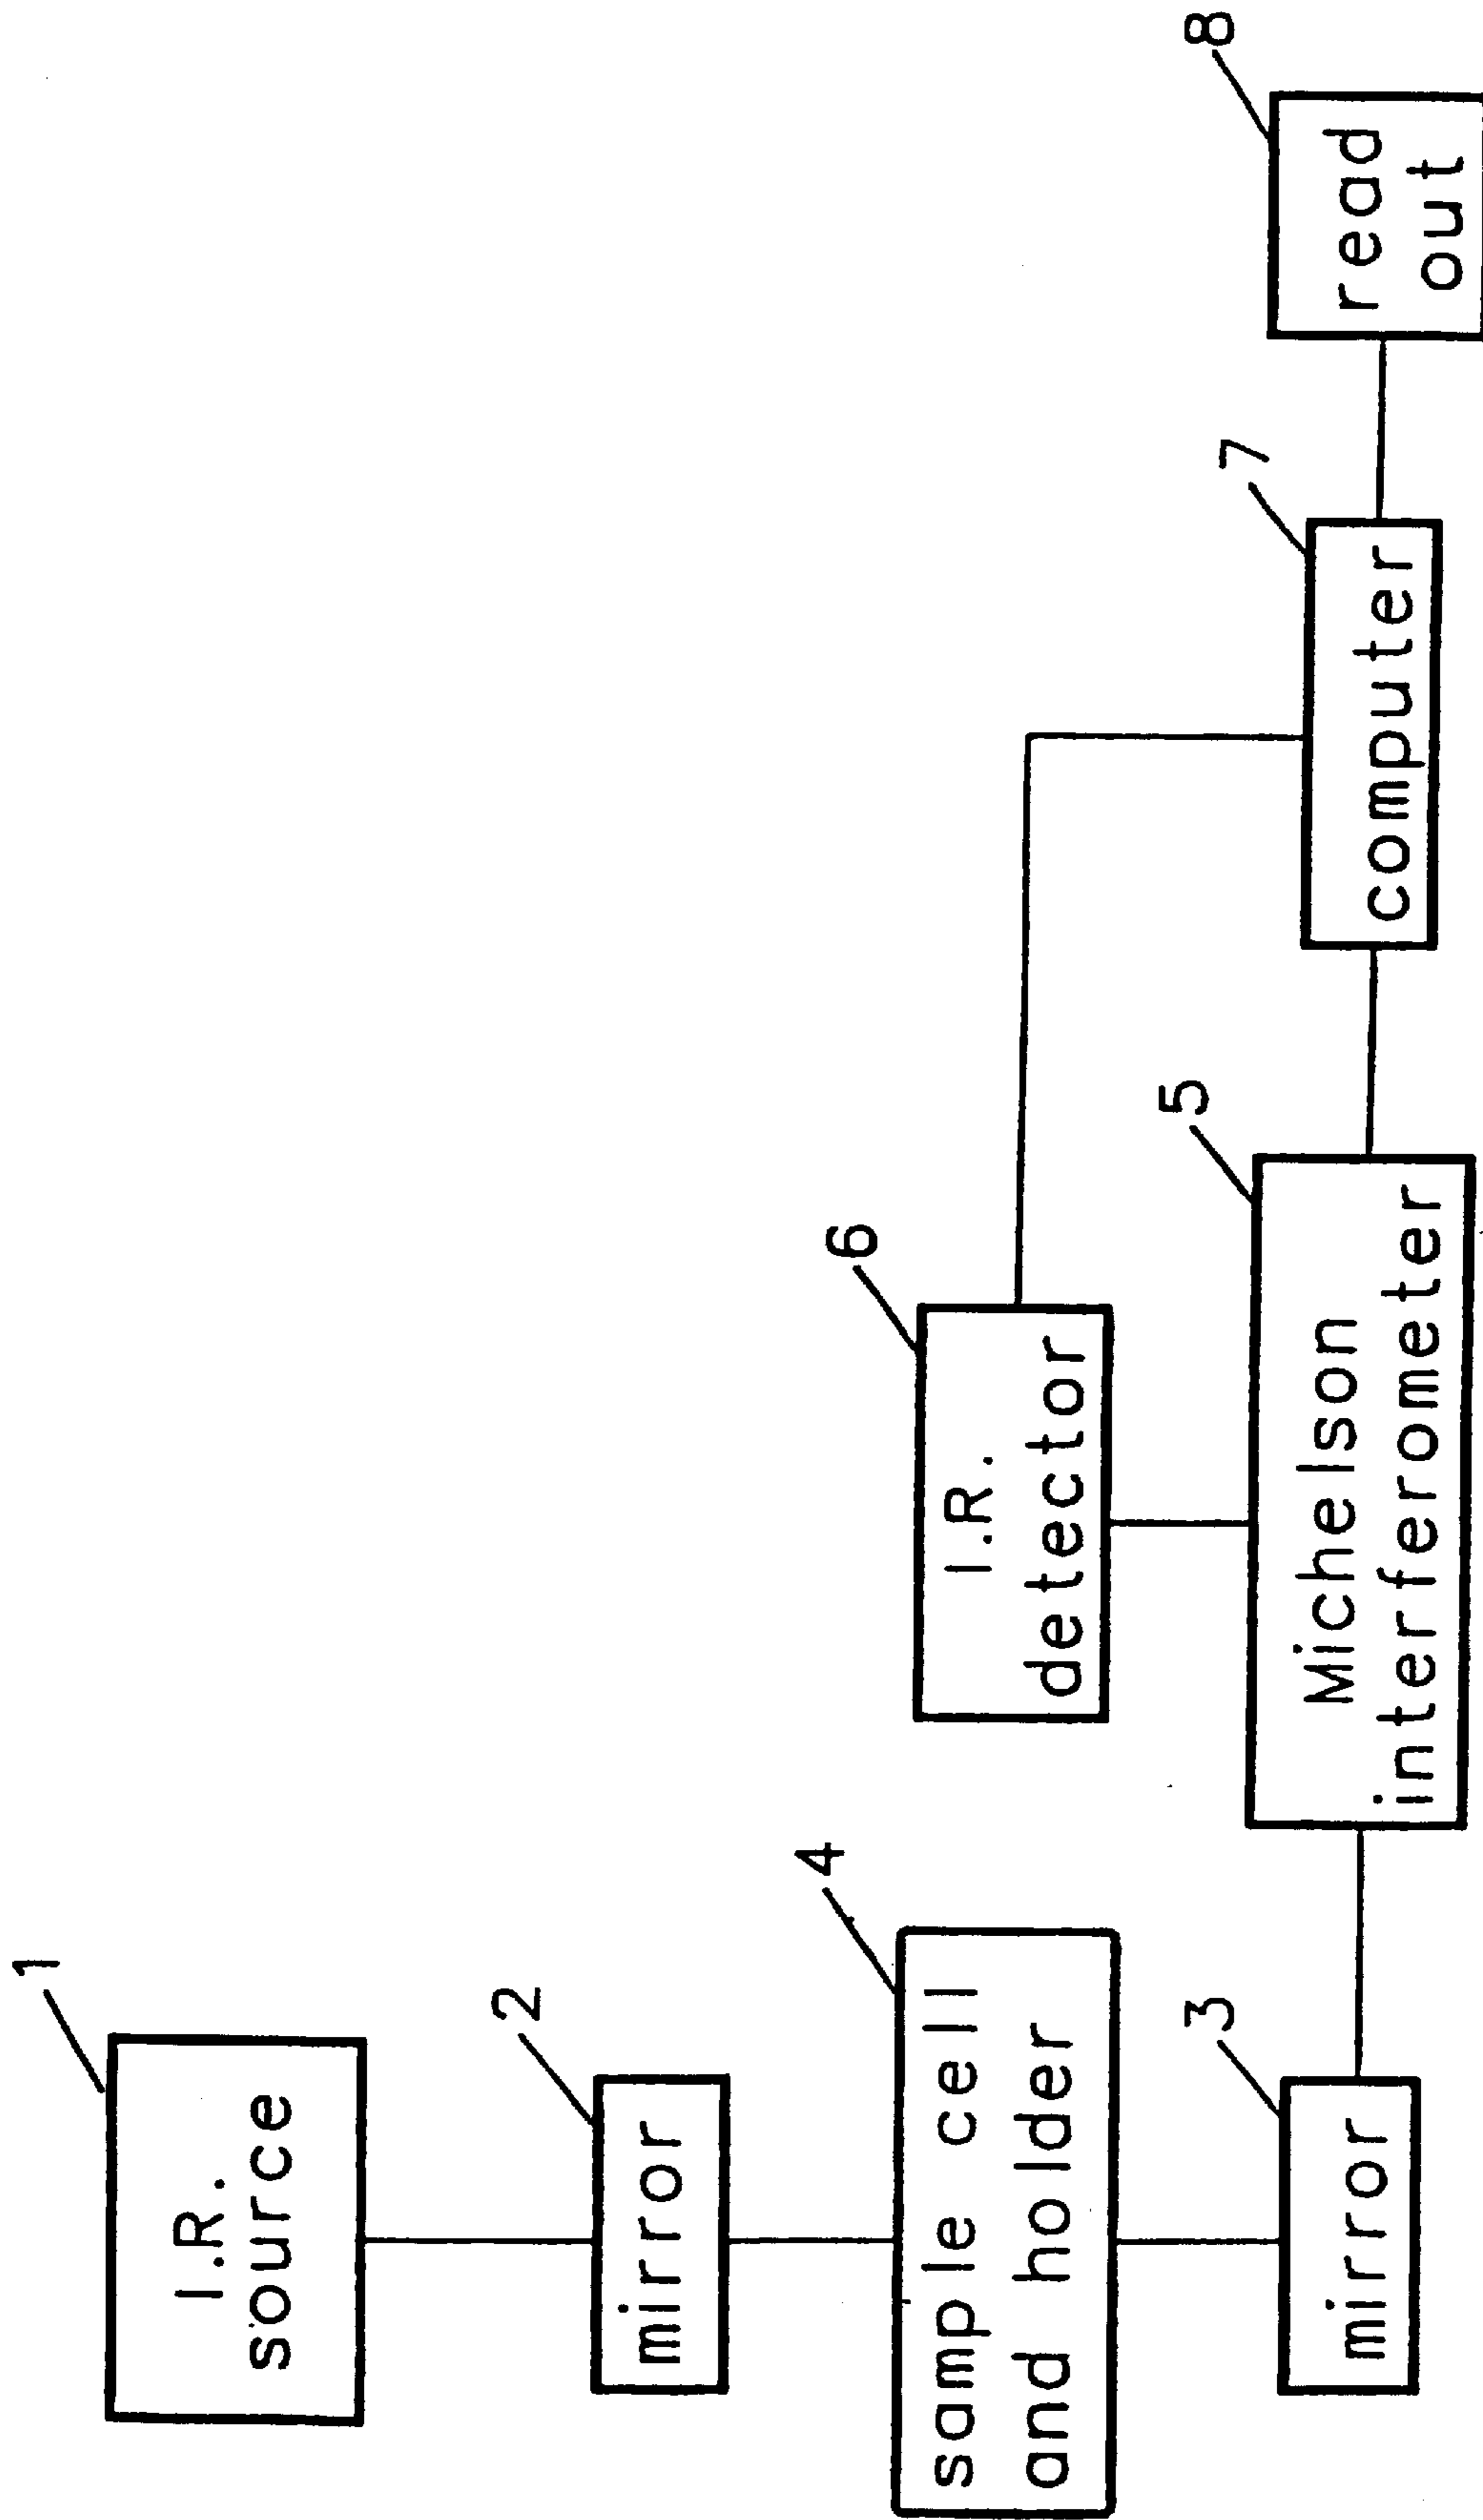 1
I.R.
source
2
mirror
4
sample cell
and holder
3
mirror
6
I.R.
detector
5
Michelson
interferometer
7
computer
8
read
out